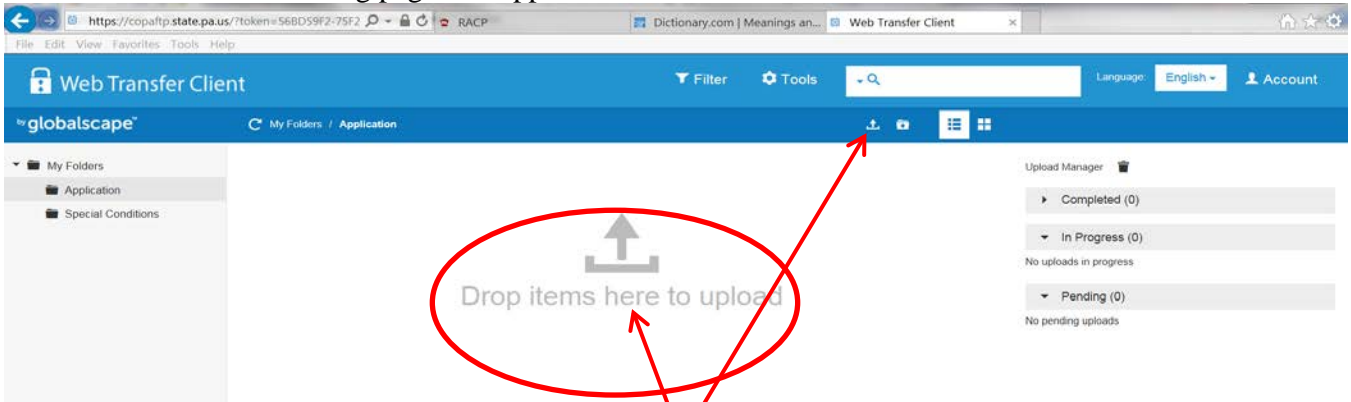 https://copaftp.state.pa.us/?token=56BD59F2-75F2 RACP Dictionary.com | Meanings an... Web Transfer Client
File Edit View Favorites Tools Help
Web Transfer Client Filter Tools Language: English Account
by globalscape My Folders / Application
My Folders
Application
Special Conditions
Drop items here to upload
Upload Manager
Completed (0)
In Progress (0)
No uploads in progress
Pending (0)
No pending uploads